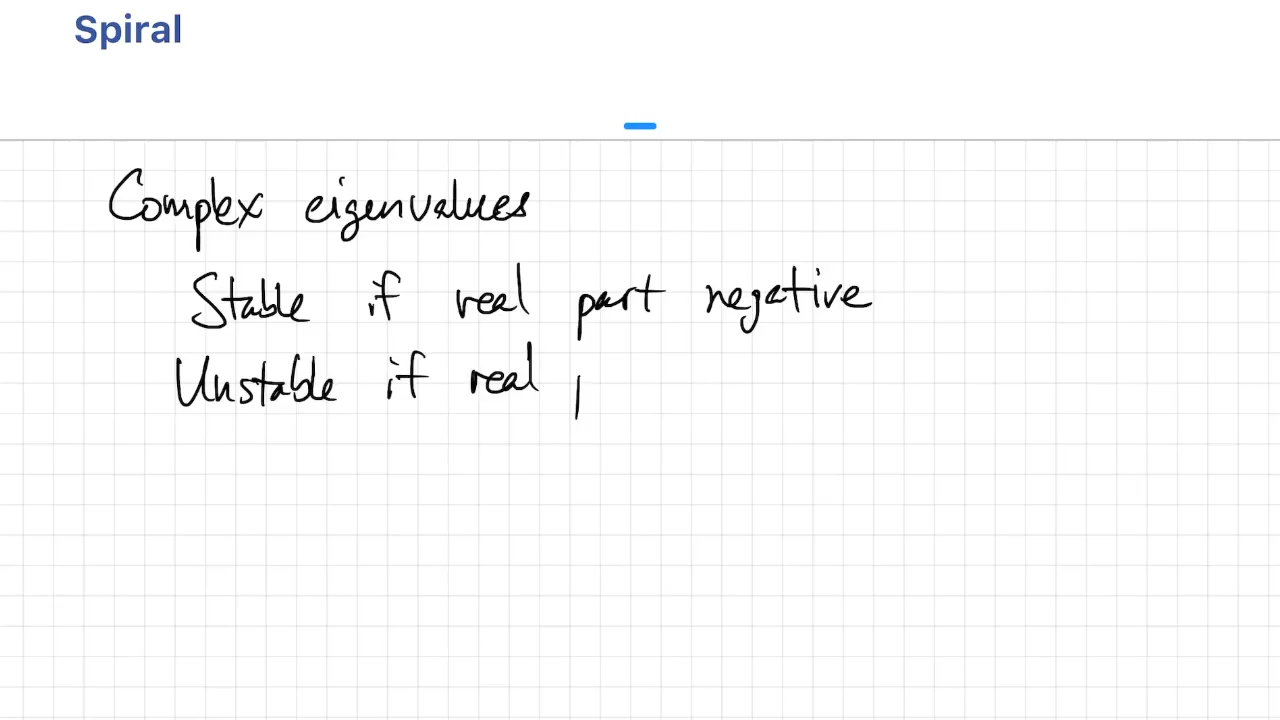 Spiral
Complex eigenvalues
Stable if real part negative
Unstable if real